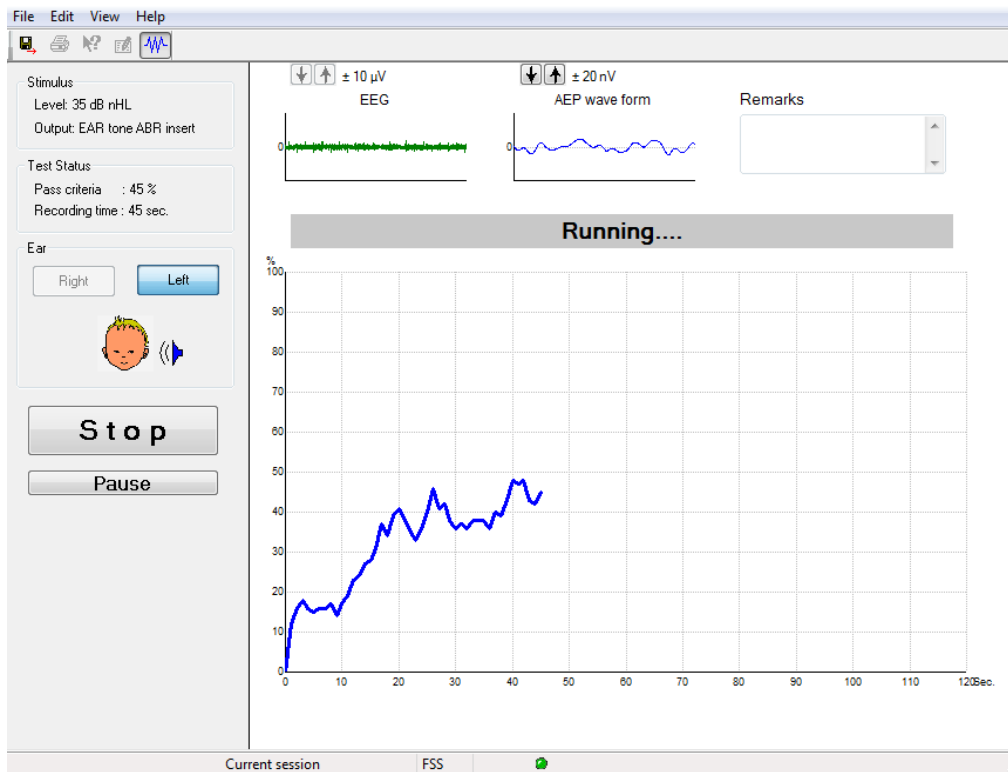 File Edit View Help
± 10 µV
± 20 nV
EEG
AEP wave form
Remarks
0
0
Stimulus
Level: 35 dB nHL
Output: EAR tone ABR insert
Test Status
Pass criteria : 45 %
Recording time : 45 sec.
Ear
Right
Left
Stop
Pause
Running....
%
100
90
80
70
60
50
40
30
20
10
0
0 10 20 30 40 50 60 70 80 90 100 110 120Sec.
Current session FSS